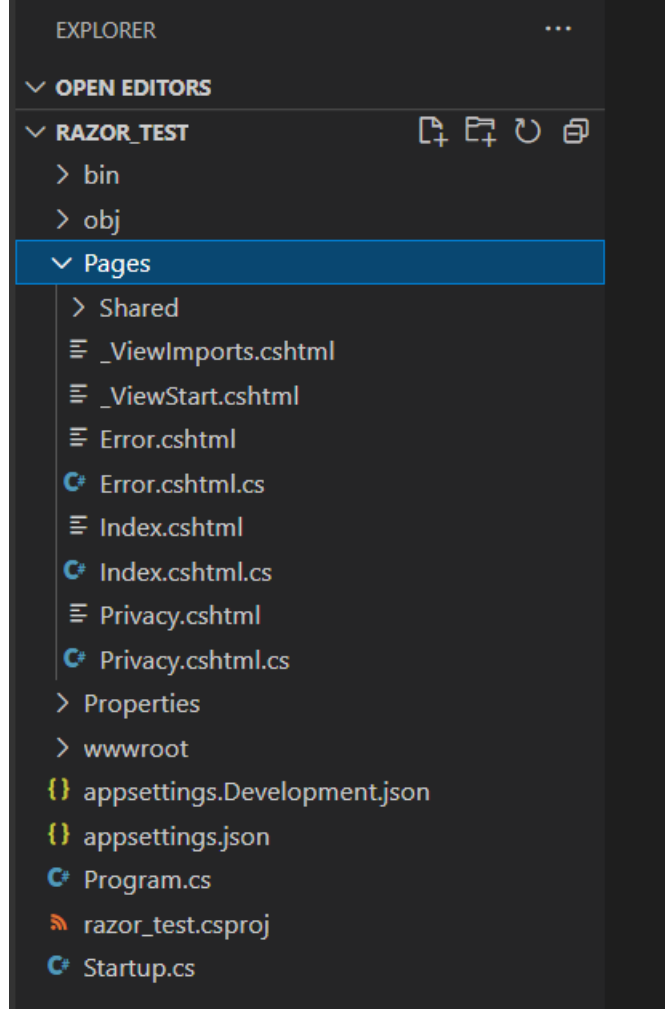 EXPLORER
OPEN EDITORS
RAZOR_TEST
bin
obj
Pages
Shared
_ViewImports.cshtml
_ViewStart.cshtml
Error.cshtml
C# Error.cshtml.cs
Index.cshtml
C# Index.cshtml.cs
Privacy.cshtml
C# Privacy.cshtml.cs
Properties
wwwroot
{} appsettings.Development.json
{} appsettings.json
C# Program.cs
razor_test.csproj
C# Startup.cs